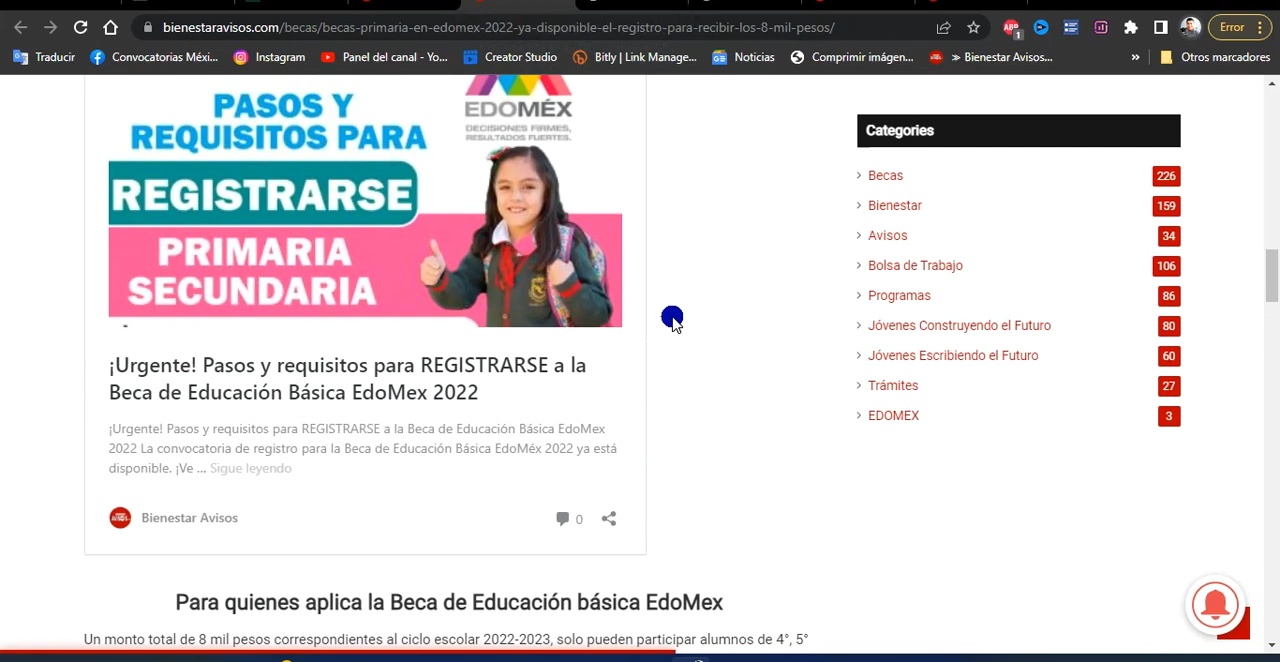 bienestaravisos.com/becas/becas-primaria-en-edomex-2022-ya-disponible-el-registro-para-recibir-los-8-mil-pesos/
ABP
1
Error
Traducir
Convocatorias Méxi...
Instagram
Panel del canal - Yo...
Creator Studio
Bitly | Link Manage...
Noticias
Comprimir imágen...
» Bienestar Avisos...
»
Otros marcadores
PASOS Y
REQUISITOS PARA
REGISTRARSE
PRIMARIA
SECUNDARIA
EDOMÉX
DECISIONES FIRMES,
RESULTADOS FUERTES.
¡Urgente! Pasos y requisitos para REGISTRARSE a la
Beca de Educación Básica EdoMex 2022
¡Urgente! Pasos y requisitos para REGISTRARSE a la Beca de Educación Básica EdoMex
2022 La convocatoria de registro para la Beca de Educación Básica EdoMéx 2022 ya está
disponible. ¡Ve ... Sigue leyendo
Bienestar Avisos
0
Para quienes aplica la Beca de Educación básica EdoMex
Un monto total de 8 mil pesos correspondientes al ciclo escolar 2022-2023, solo pueden participar alumnos de 4°, 5°
Categories
Becas 226
Bienestar 159
Avisos 34
Bolsa de Trabajo 106
Programas 86
Jóvenes Construyendo el Futuro 80
Jóvenes Escribiendo el Futuro 60
Trámites 27
EDOMEX 3